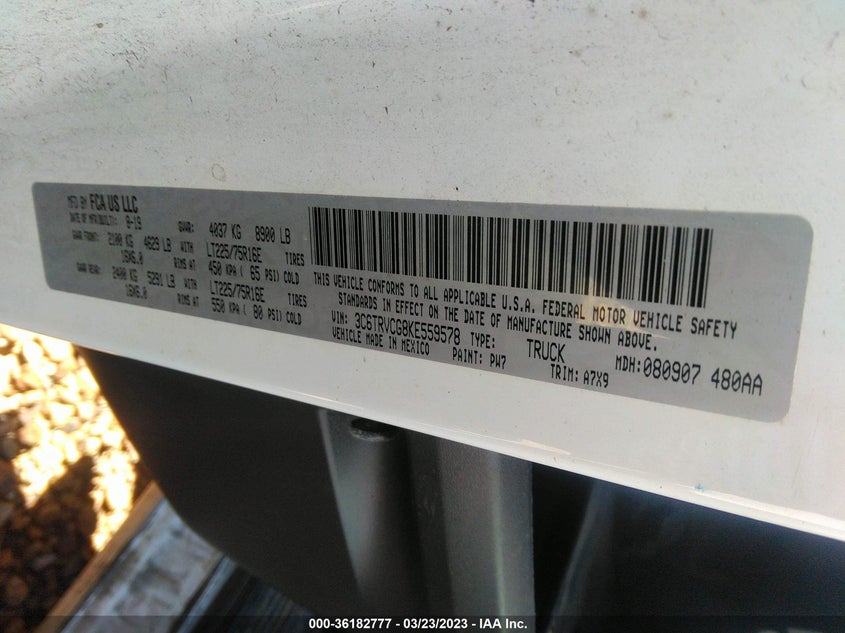 MFD BY FCA US LLC
DATE OF MFR(BUILT): 8-19 GVWR: 4037 KG 8900 LB
GAWR FRONT: 2100 KG 4629 LB WITH LT225/75R16E TIRES
16X6.0 RIMS AT 450 KPA ( 65 PSI) COLD
GAWR REAR: 2400 KG 5291 LB WITH LT225/75R16E TIRES
16X6.0 RIMS AT 550 KPA ( 80 PSI) COLD
THIS VEHICLE CONFORMS TO ALL APPLICABLE U.S.A. FEDERAL MOTOR VEHICLE SAFETY
STANDARDS IN EFFECT ON THE DATE OF MANUFACTURE SHOWN ABOVE.
VIN: 3C6TRVCG8KE559578 TYPE: TRUCK MDH:080907 480AA
VEHICLE MADE IN MEXICO PAINT: PW7 TRIM: A7X9
000-36182777 - 03/23/2023 - IAA Inc.